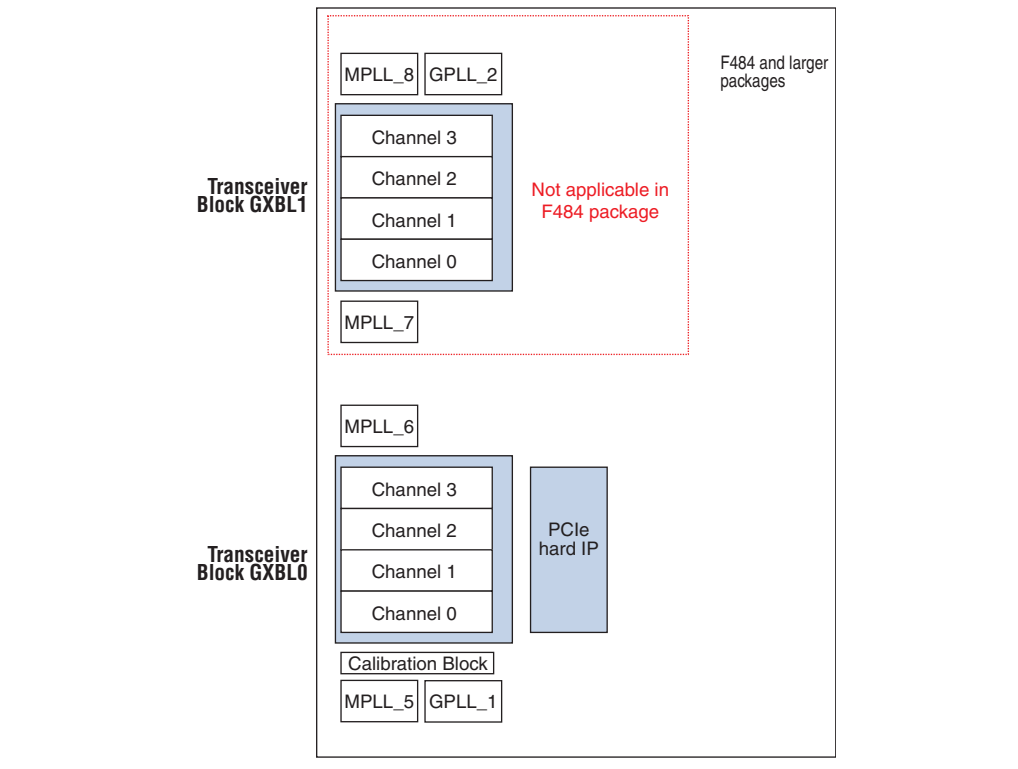 F484 and larger
packages
MPLL_8 GPLL_2
Channel 3
Channel 2
Channel 1
Channel 0
Transceiver
Block GXBL1
Not applicable in
F484 package
MPLL_7
MPLL_6
Channel 3
Channel 2
Channel 1
Channel 0
Transceiver
Block GXBL0
PCIe
hard IP
Calibration Block
MPLL_5 GPLL_1